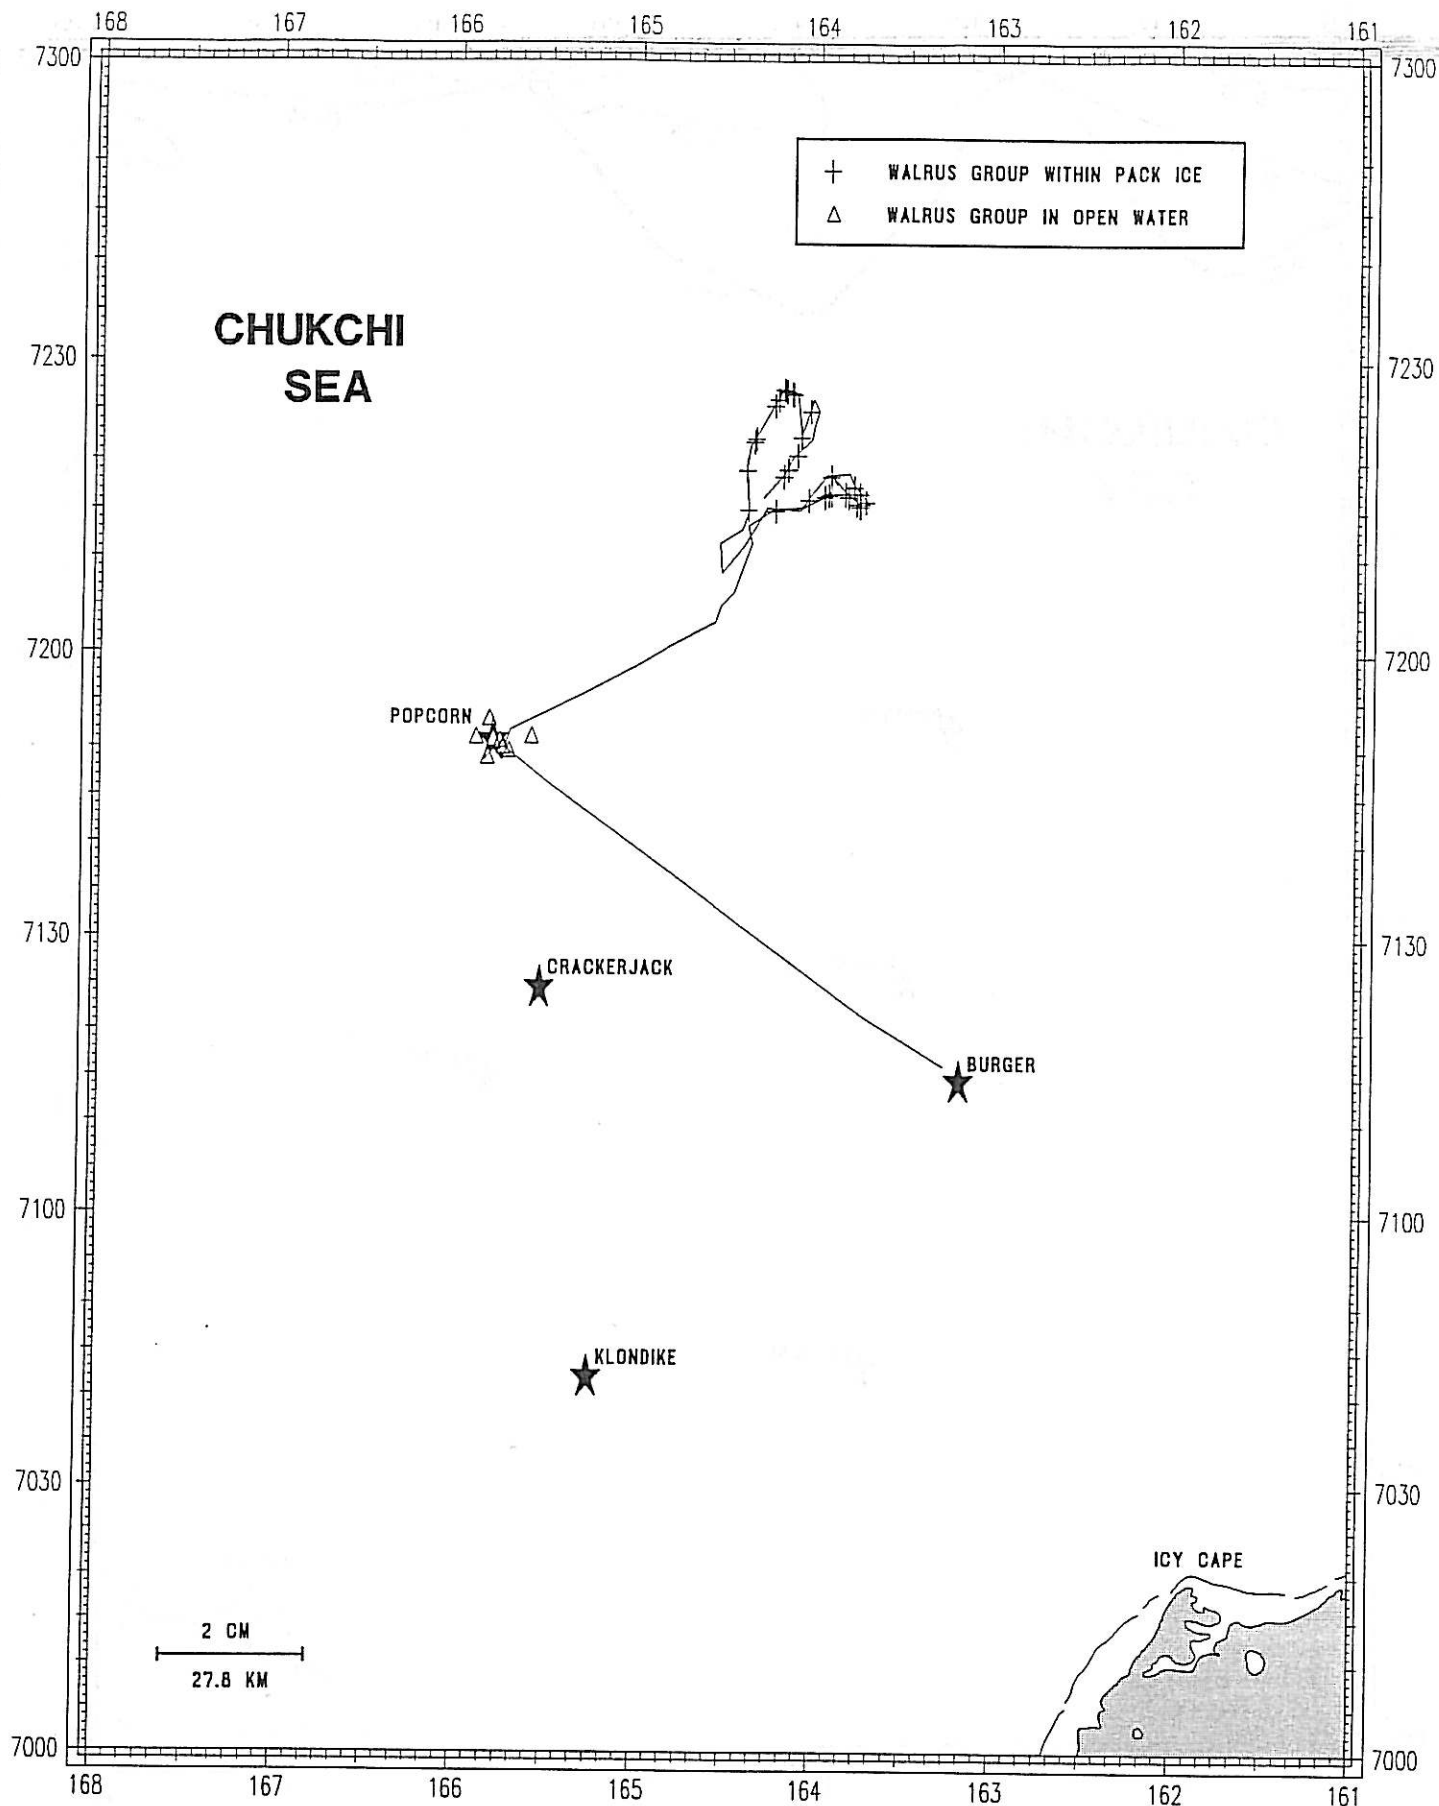 168 167 166 165 164 163 162 161
7300 7300
WALRUS GROUP WITHIN PACK ICE
WALRUS GROUP IN OPEN WATER
CHUKCHI
SEA
7230 7230
7200 7200
POPCORN
7130 7130
CRACKERJACK
BURGER
7100 7100
KLONDIKE
7030 7030
ICY CAPE
2 CM
27.8 KM
7000 7000
168 167 166 165 164 163 162 161